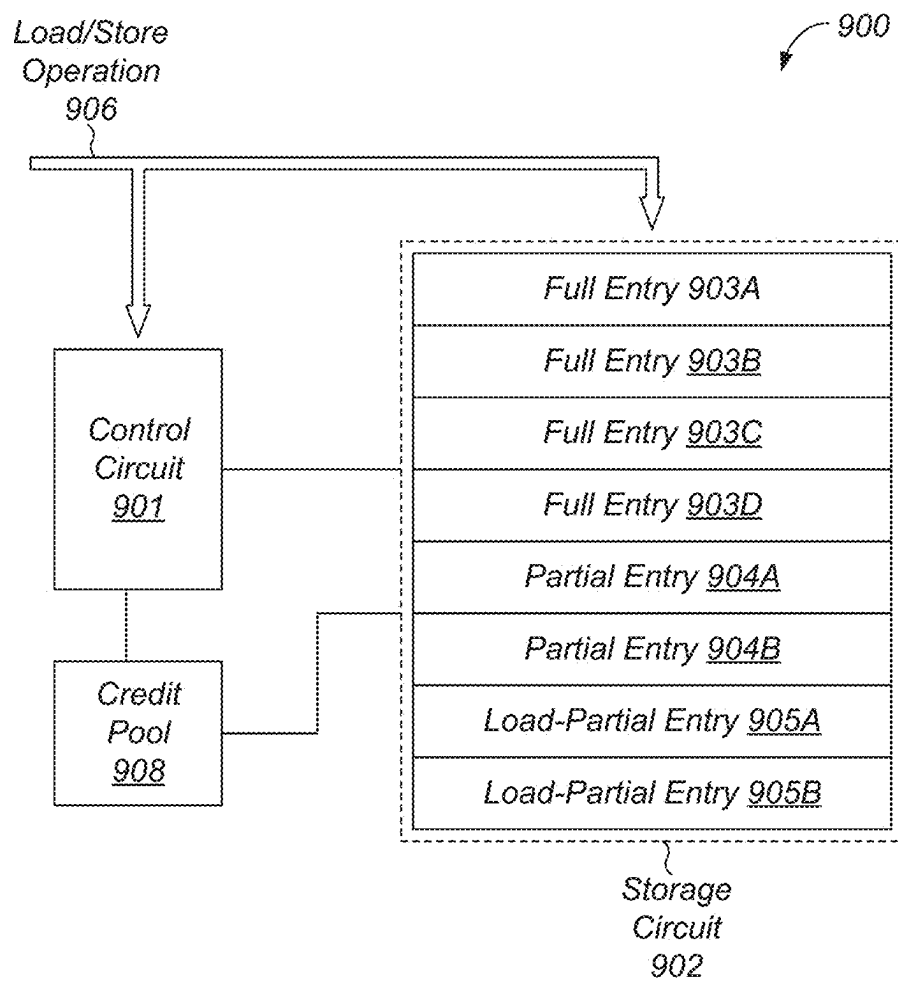 Load/Store
Operation
906
900
Full Entry 903A
Full Entry 903B
Full Entry 903C
Full Entry 903D
Partial Entry 904A
Partial Entry 904B
Load-Partial Entry 905A
Load-Partial Entry 905B
Control
Circuit
901
Credit
Pool
908
Storage
Circuit
902